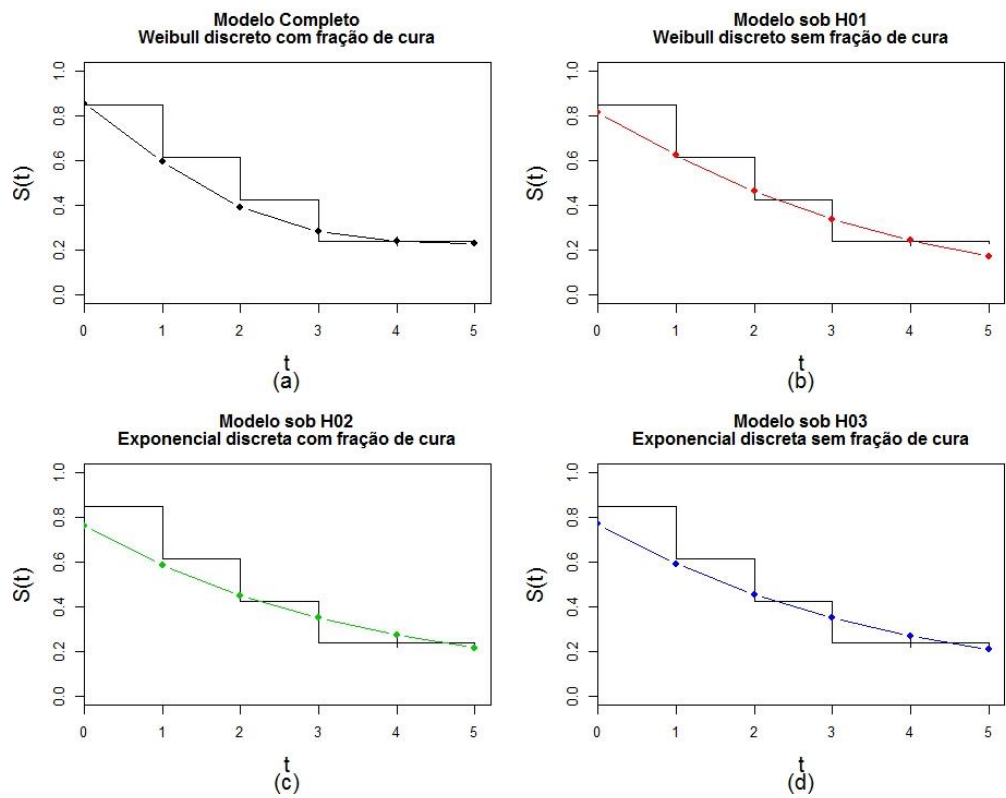 Modelo Completo
Weibull discreto com fração de cura
S(t)
1.0
0.8
0.6
0.4
0.2
0.0
0 1 2 3 4 5
t
(a)
Modelo sob H01
Weibull discreto sem fração de cura
S(t)
1.0
0.8
0.6
0.4
0.2
0.0
0 1 2 3 4 5
t
(b)
Modelo sob H02
Exponencial discreta com fração de cura
S(t)
1.0
0.8
0.6
0.4
0.2
0.0
0 1 2 3 4 5
t
(c)
Modelo sob H03
Exponencial discreta sem fração de cura
S(t)
1.0
0.8
0.6
0.4
0.2
0.0
0 1 2 3 4 5
t
(d)